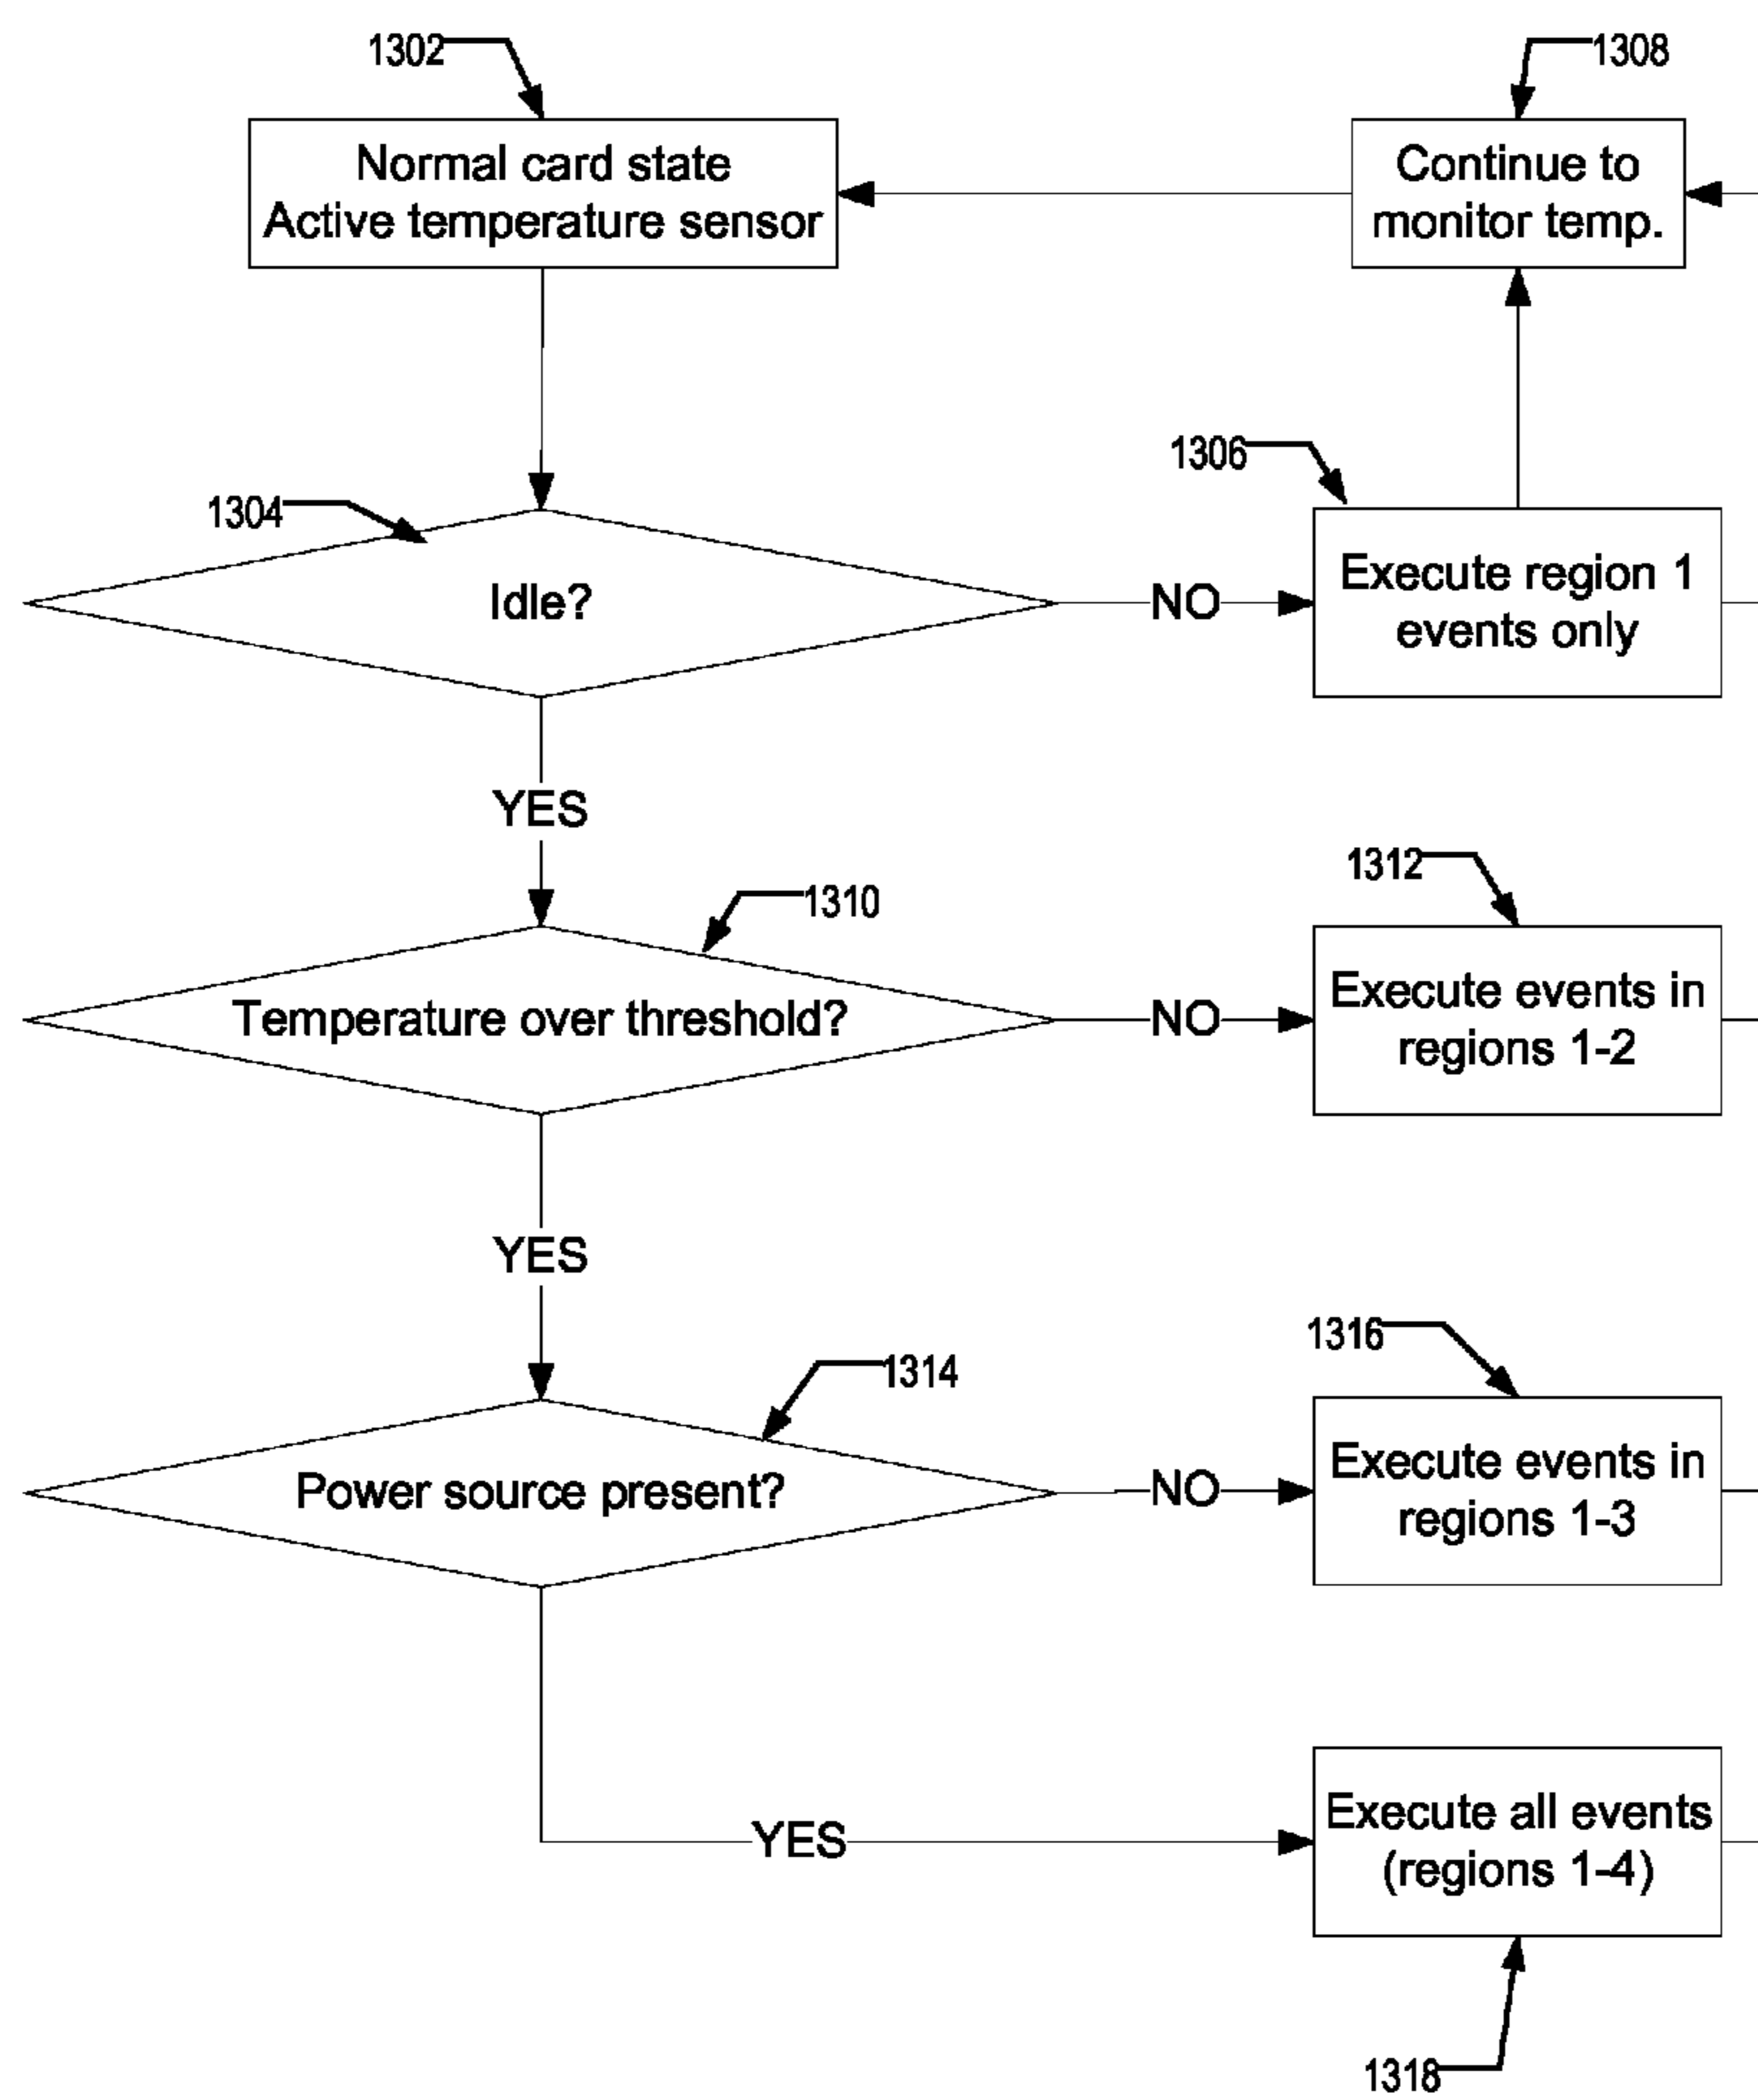 1302
1308
Normal card state
Active temperature sensor
Continue to
monitor temp.
1304
1306
Idle?
NO
Execute region 1
events only
YES
1310
1312
Temperature over threshold?
NO
Execute events in
regions 1-2
YES
1314
1316
Power source present?
NO
Execute events in
regions 1-3
YES
Execute all events
(regions 1-4)
1318